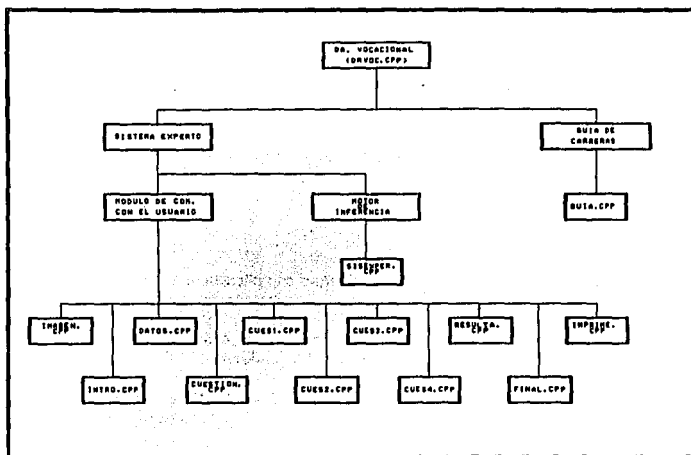 DR. VOCACIONAL
(DRVOC.CPP)
SISTEMA EXPERTO
GUIA DE
CARRERAS
MODULO DE COM.
CON EL USUARIO
MOTOR
DE
INFERENCIA
GUIA.CPP
SISEXPER.
CPP
IMAGEN.
CPP
DATOS.CPP
CUES1.CPP
CUES3.CPP
RESULTA.
CPP
IMPRIME.
CPP
INTRO.CPP
CUESTION.
CPP
CUES2.CPP
CUES4.CPP
FINAL.CPP